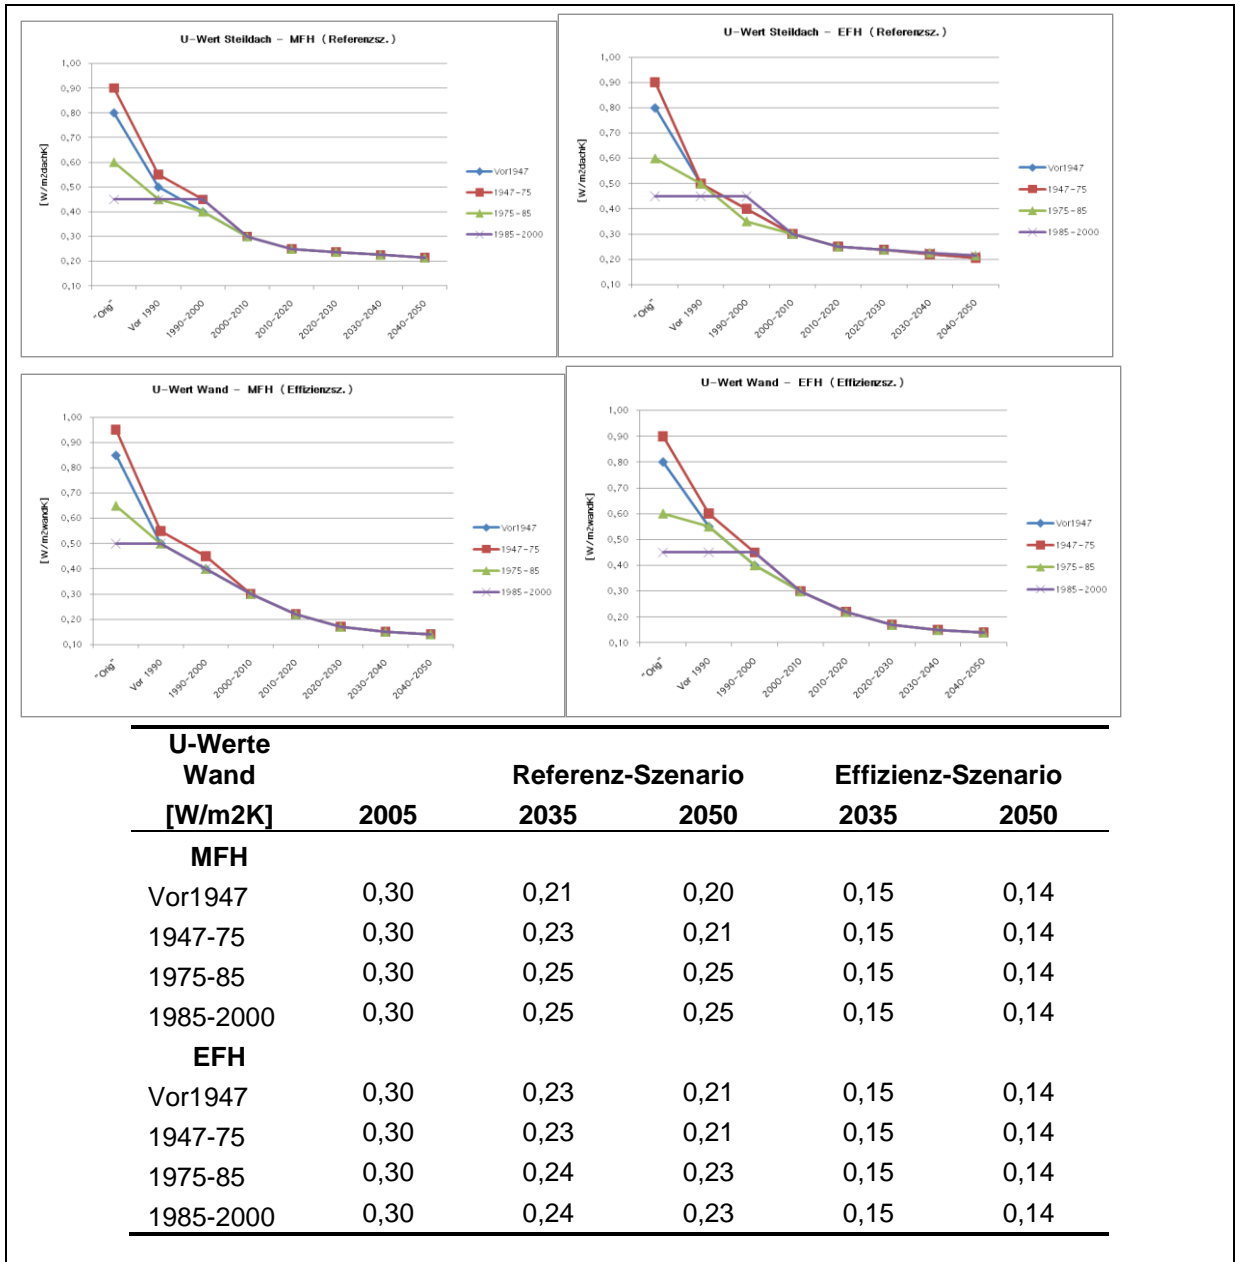 U-Wert Steildach - MFH (Referenzsz.)
[W/m2dachK]
1,00
0,90
0,80
0,70
0,60
0,50
0,40
0,30
0,20
0,10
"Orig"
Vor 1990
1990-2000
2000-2010
2010-2020
2020-2030
2030-2040
2040-2050
Vor1947
1947-75
1975-85
1985-2000
U-Wert Steildach - EFH (Referenzsz.)
[W/m2dachK]
1,00
0,90
0,80
0,70
0,60
0,50
0,40
0,30
0,20
0,10
"Orig"
Vor 1990
1990-2000
2000-2010
2010-2020
2020-2030
2030-2040
2040-2050
Vor1947
1947-75
1975-85
1985-2000
U-Wert Wand - MFH (Effizienzsz.)
[W/m2wandK]
1,00
0,90
0,80
0,70
0,60
0,50
0,40
0,30
0,20
0,10
"Orig"
Vor 1990
1990-2000
2000-2010
2010-2020
2020-2030
2030-2040
2040-2050
Vor1947
1947-75
1975-85
1985-2000
U-Wert Wand - EFH (Effizienzsz.)
[W/m2wandK]
1,00
0,90
0,80
0,70
0,60
0,50
0,40
0,30
0,20
0,10
"Orig"
Vor 1990
1990-2000
2000-2010
2010-2020
2020-2030
2030-2040
2040-2050
Vor1947
1947-75
1975-85
1985-2000
U-Werte
Wand Referenz-Szenario Effizienz-Szenario
[W/m2K] 2005 2035 2050 2035 2050
MFH
Vor1947 0,30 0,21 0,20 0,15 0,14
1947-75 0,30 0,23 0,21 0,15 0,14
1975-85 0,30 0,25 0,25 0,15 0,14
1985-2000 0,30 0,25 0,25 0,15 0,14
EFH
Vor1947 0,30 0,23 0,21 0,15 0,14
1947-75 0,30 0,23 0,21 0,15 0,14
1975-85 0,30 0,24 0,23 0,15 0,14
1985-2000 0,30 0,24 0,23 0,15 0,14